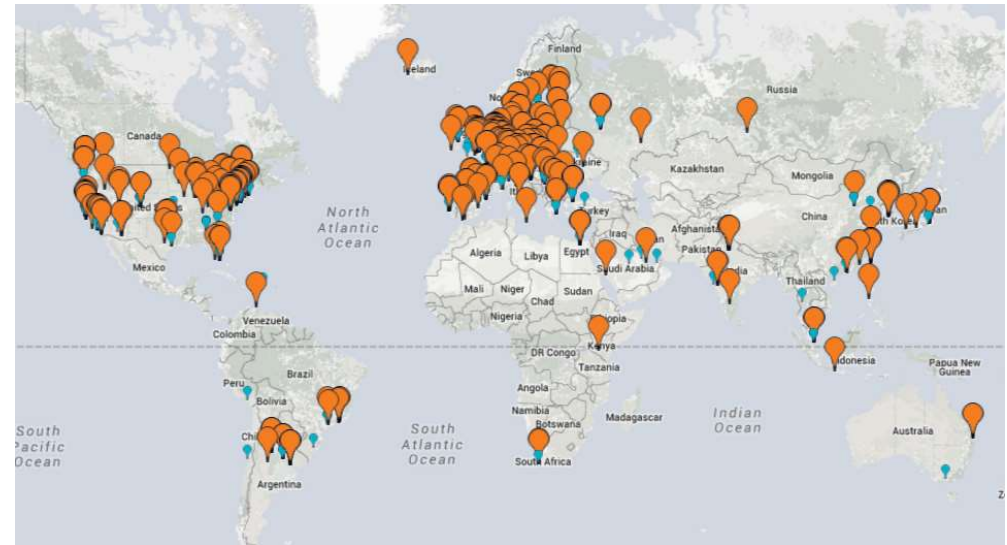 Iceland
Finland
Russia
Canada
Kazakhstan
Mongolia
North
Atlantic
Ocean
Turkey
Iraq
Afghanistan
China
Pakistan
Algeria
Libya
Egypt
Saudi Arabia
Mexico
Mali
Niger
Sudan
Thailand
Chad
Nigeria
Venezuela
Colombia
DR Congo
Kenya
Tanzania
Papua New
Guinea
Brazil
Peru
Bolivia
Angola
Namibia
Botswana
Madagascar
Indian
Ocean
South
Atlantic
Ocean
South
Pacific
Ocean
Australia
South Africa
Argentina